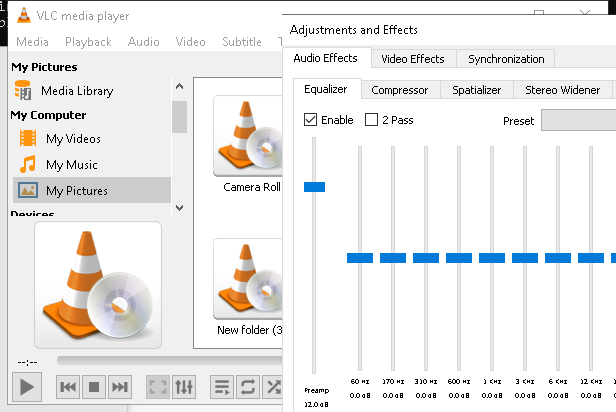 VLC media player
Media Playback Audio Video Subtitle
My Pictures
Media Library
My Computer
My Videos
My Music
My Pictures
Devices
Camera Roll
New folder (3
--:--
Adjustments and Effects
Audio Effects Video Effects Synchronization
Equalizer Compressor Spatializer Stereo Widener
Enable 2 Pass Preset
60 Hz 170 Hz 310 Hz 600 Hz 1 KHz 3 KHz 6 KHz 12 KHz
Preamp 0.0 dB 0.0 dB 0.0 dB 0.0 dB 0.0 dB 0.0 dB 0.0 dB 0.0 dB
12.0 dB